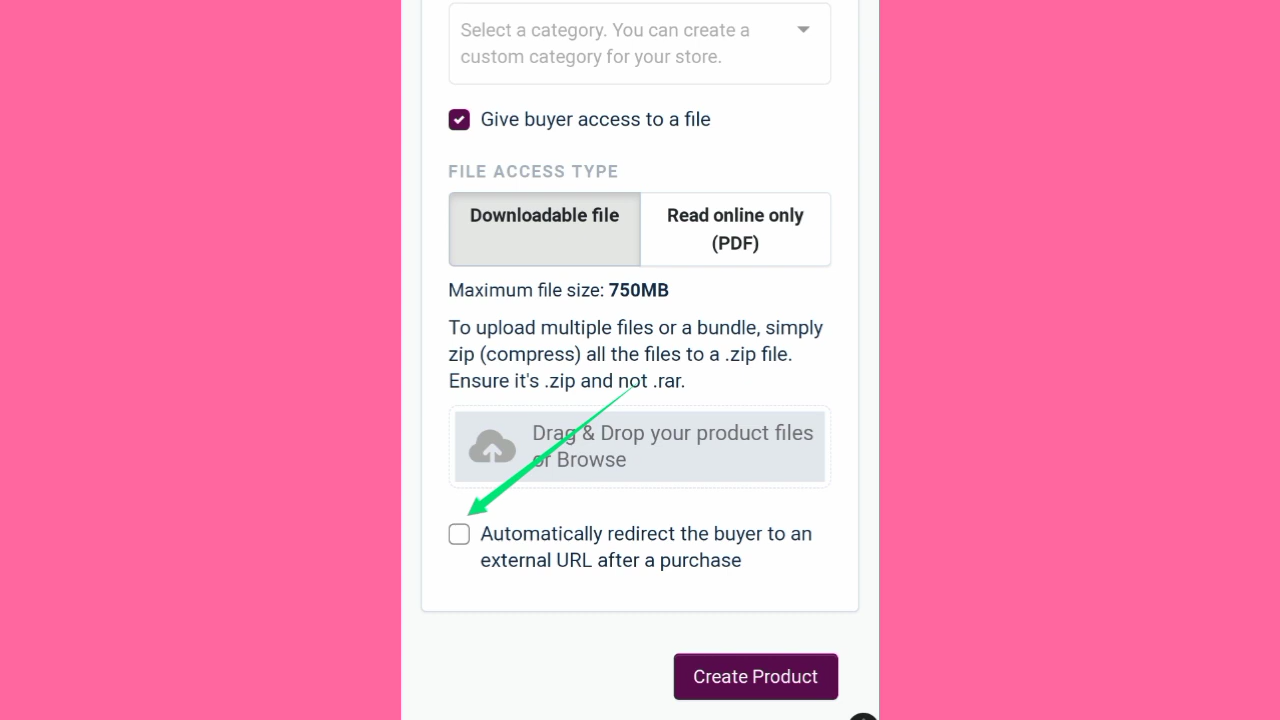 Select a category. You can create a
custom category for your store.
Give buyer access to a file
FILE ACCESS TYPE
Downloadable file
Read online only
(PDF)
Maximum file size: 750MB
To upload multiple files or a bundle, simply
zip (compress) all the files to a .zip file.
Ensure it's .zip and not .rar.
Drag & Drop your product files
or Browse
Automatically redirect the buyer to an
external URL after a purchase
Create Product